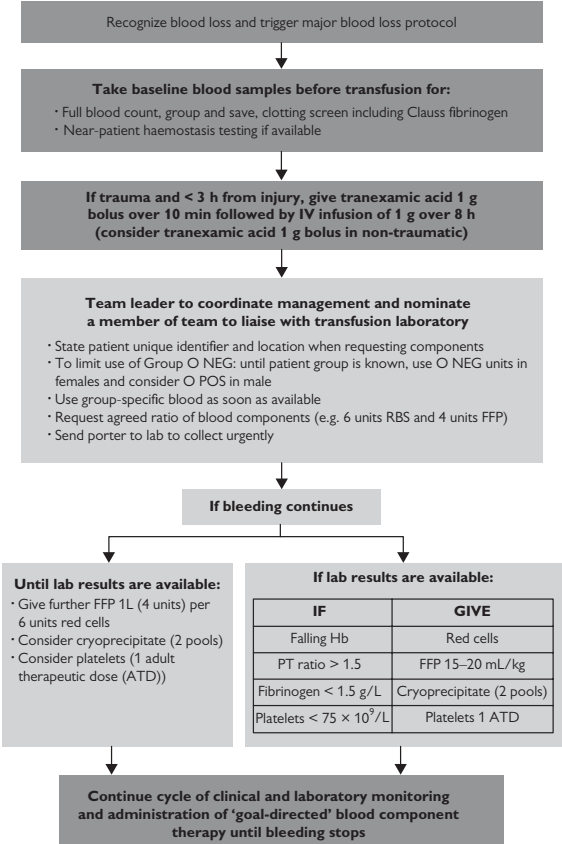 Recognize blood loss and trigger major blood loss protocol
Take baseline blood samples before transfusion for:
· Full blood count, group and save, clotting screen including Clauss fibrinogen
· Near-patient haemostasis testing if available
If trauma and < 3 h from injury, give tranexamic acid 1 g
bolus over 10 min followed by IV infusion of 1 g over 8 h
(consider tranexamic acid 1 g bolus in non-traumatic)
Team leader to coordinate management and nominate
a member of team to liaise with transfusion laboratory
· State patient unique identifier and location when requesting components
· To limit use of Group O NEG: until patient group is known, use O NEG units in
females and consider O POS in male
· Use group-specific blood as soon as available
· Request agreed ratio of blood components (e.g. 6 units RBS and 4 units FFP)
· Send porter to lab to collect urgently
If bleeding continues
Until lab results are available:
· Give further FFP 1L (4 units) per
6 units red cells
· Consider cryoprecipitate (2 pools)
· Consider platelets (1 adult
therapeutic dose (ATD))
If lab results are available:
IF GIVE
Falling Hb Red cells
PT ratio > 1.5 FFP 15–20 mL/kg
Fibrinogen < 1.5 g/L Cryoprecipitate (2 pools)
Platelets < 75 × 10⁹/L Platelets 1 ATD
Continue cycle of clinical and laboratory monitoring
and administration of ‘goal-directed’ blood component
therapy until bleeding stops